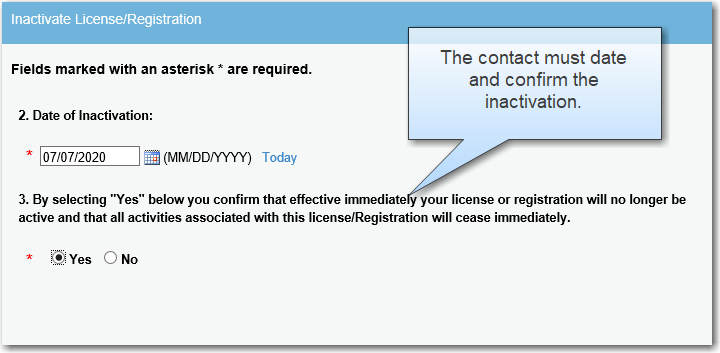 Inactivate License/Registration
Fields marked with an asterisk * are required.
The contact must date
and confirm the
inactivation.
2. Date of Inactivation:
* 07/07/2020 (MM/DD/YYYY) Today
3. By selecting "Yes" below you confirm that effective immediately your license or registration will no longer be
active and that all activities associated with this license/Registration will cease immediately.
* Yes No